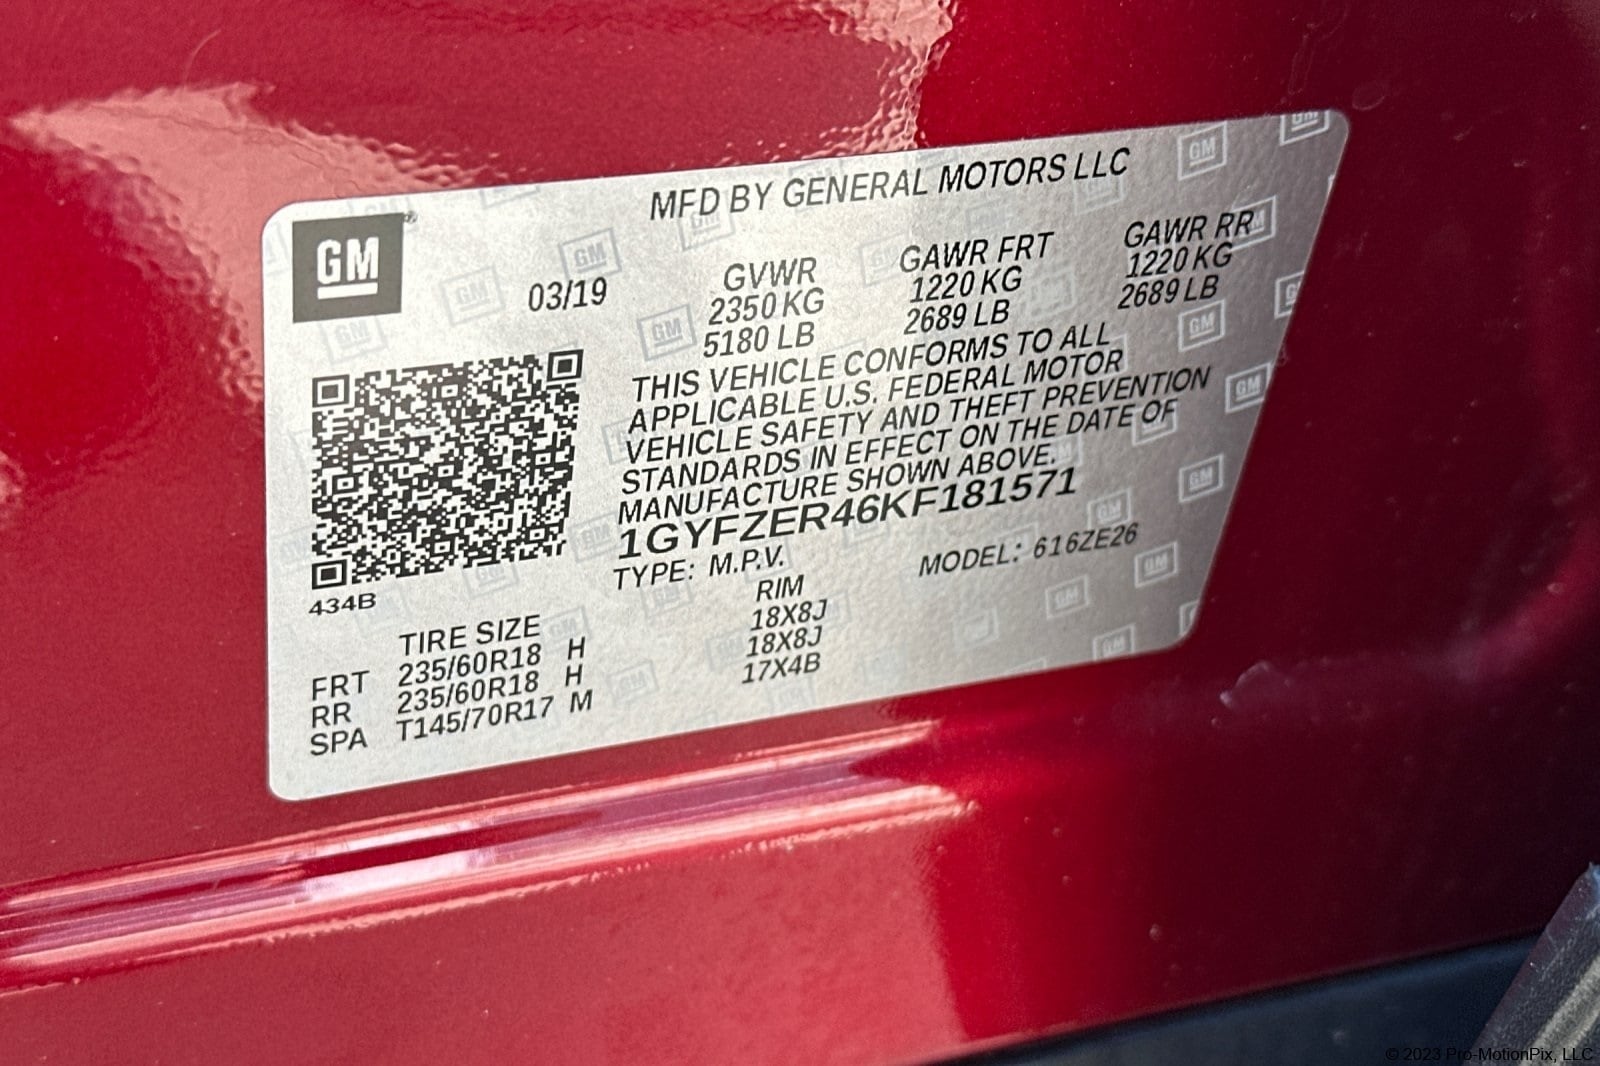 MFD BY GENERAL MOTORS LLC
GM®
03/19
GVWR GAWR FRT GAWR RR
2350 KG 1220 KG 1220 KG
5180 LB 2689 LB 2689 LB
THIS VEHICLE CONFORMS TO ALL
APPLICABLE U.S. FEDERAL MOTOR
VEHICLE SAFETY AND THEFT PREVENTION
STANDARDS IN EFFECT ON THE DATE OF
MANUFACTURE SHOWN ABOVE.
1GYFZER46KF181571
TYPE: M.P.V. MODEL: 616ZE26
434B
TIRE SIZE RIM
FRT 235/60R18 H 18X8J
RR 235/60R18 H 18X8J
SPA T145/70R17 M 17X4B
© 2023 Pro-MotionPix, LLC